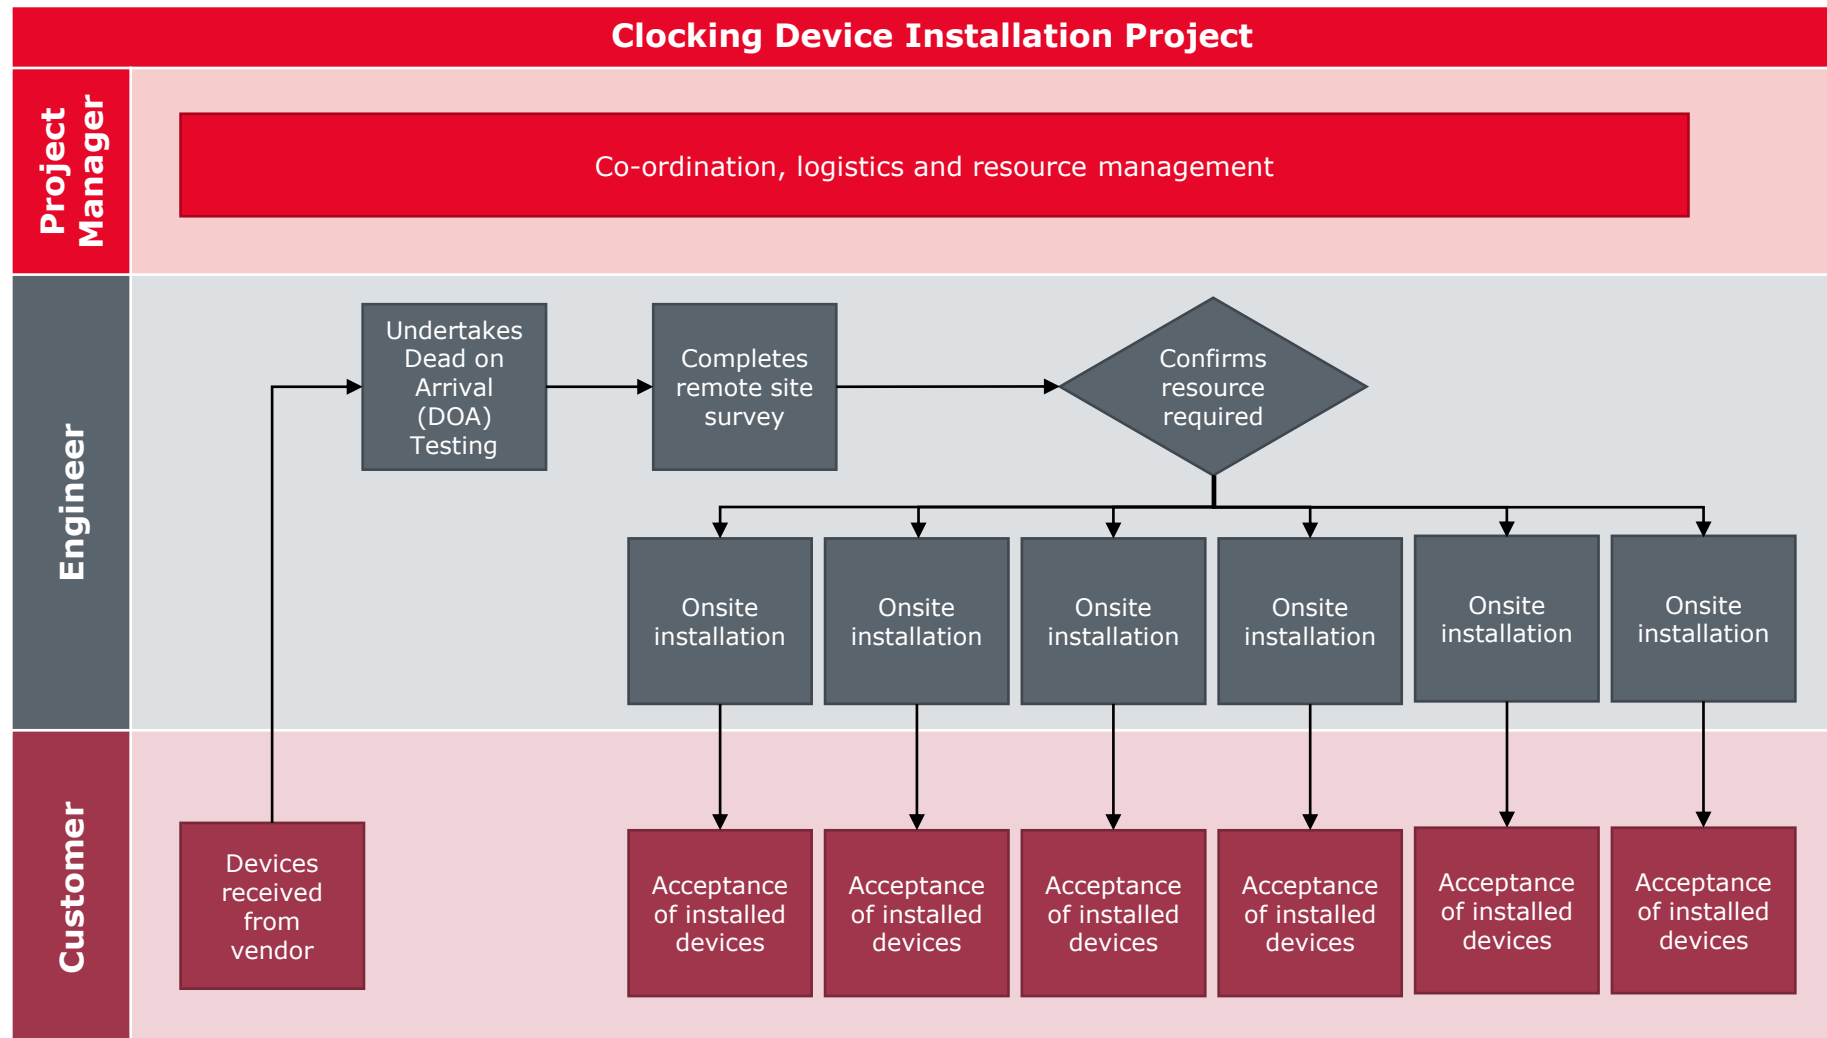 Clocking Device Installation Project
Project
Manager
Co-ordination, logistics and resource management
Engineer
Undertakes
Dead on
Arrival
(DOA)
Testing
Completes
remote site
survey
Confirms
resource
required
Onsite
installation
Onsite
installation
Onsite
installation
Onsite
installation
Onsite
installation
Onsite
installation
Customer
Devices
received
from
vendor
Acceptance
of installed
devices
Acceptance
of installed
devices
Acceptance
of installed
devices
Acceptance
of installed
devices
Acceptance
of installed
devices
Acceptance
of installed
devices